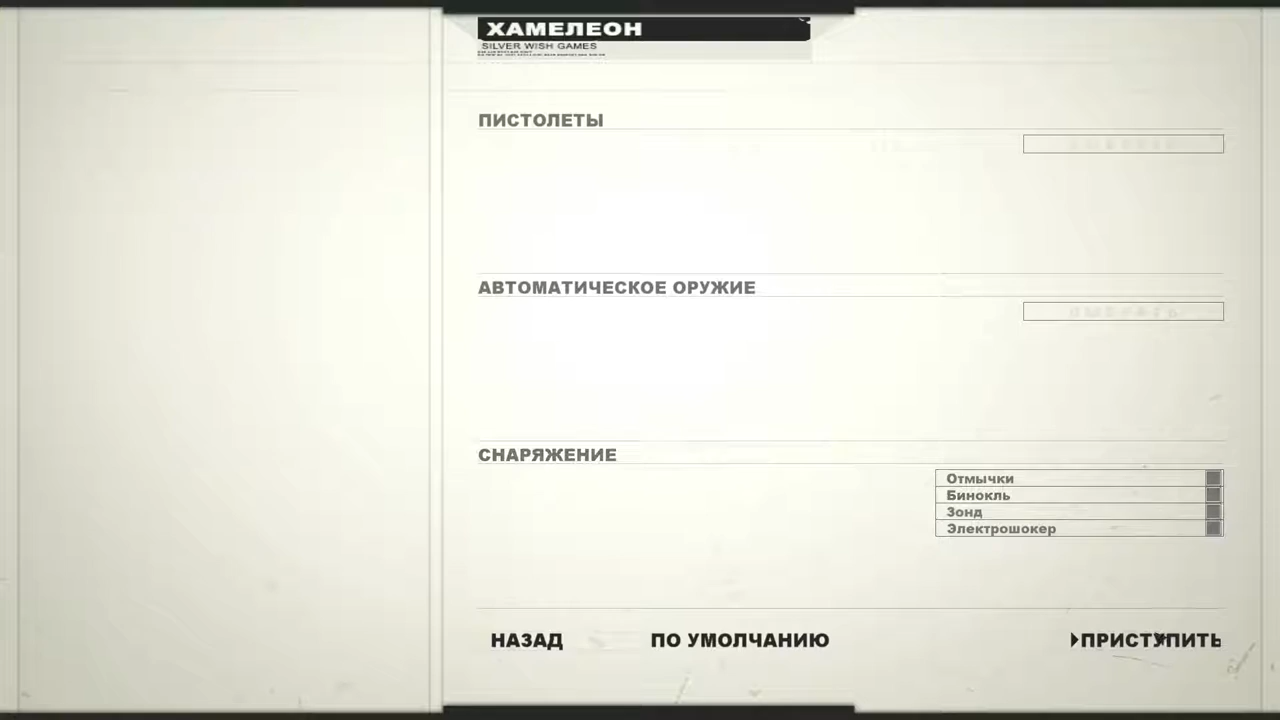 ХАМЕЛЕОН
SILVER WISH GAMES
ПИСТОЛЕТЫ
АВТОМАТИЧЕСКОЕ ОРУЖИЕ
СНАРЯЖЕНИЕ
Отмычки
Бинокль
Зонд
Электрошокер
НАЗАД
ПО УМОЛЧАНИЮ
ПРИСТУПИТЬ